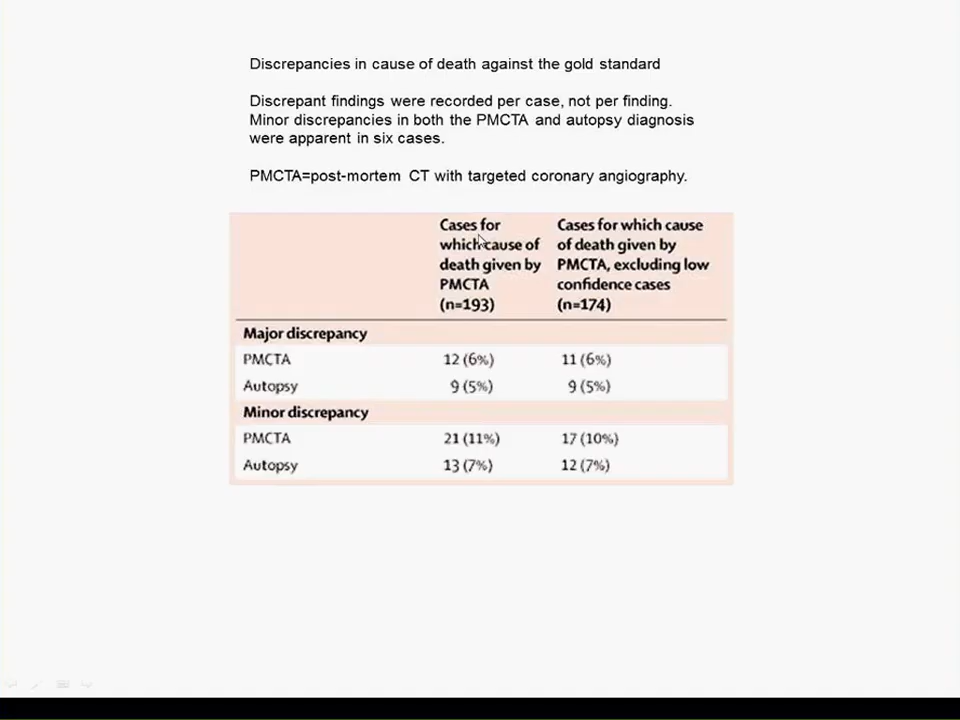 Discrepancies in cause of death against the gold standard
Discrepant findings were recorded per case, not per finding.
Minor discrepancies in both the PMCTA and autopsy diagnosis
were apparent in six cases.
PMCTA=post-mortem CT with targeted coronary angiography.
Cases for Cases for which cause
which cause of of death given by
death given by PMCTA, excluding low
PMCTA confidence cases
(n=193) (n=174)
Major discrepancy
PMCTA 12 (6%) 11 (6%)
Autopsy 9 (5%) 9 (5%)
Minor discrepancy
PMCTA 21 (11%) 17 (10%)
Autopsy 13 (7%) 12 (7%)